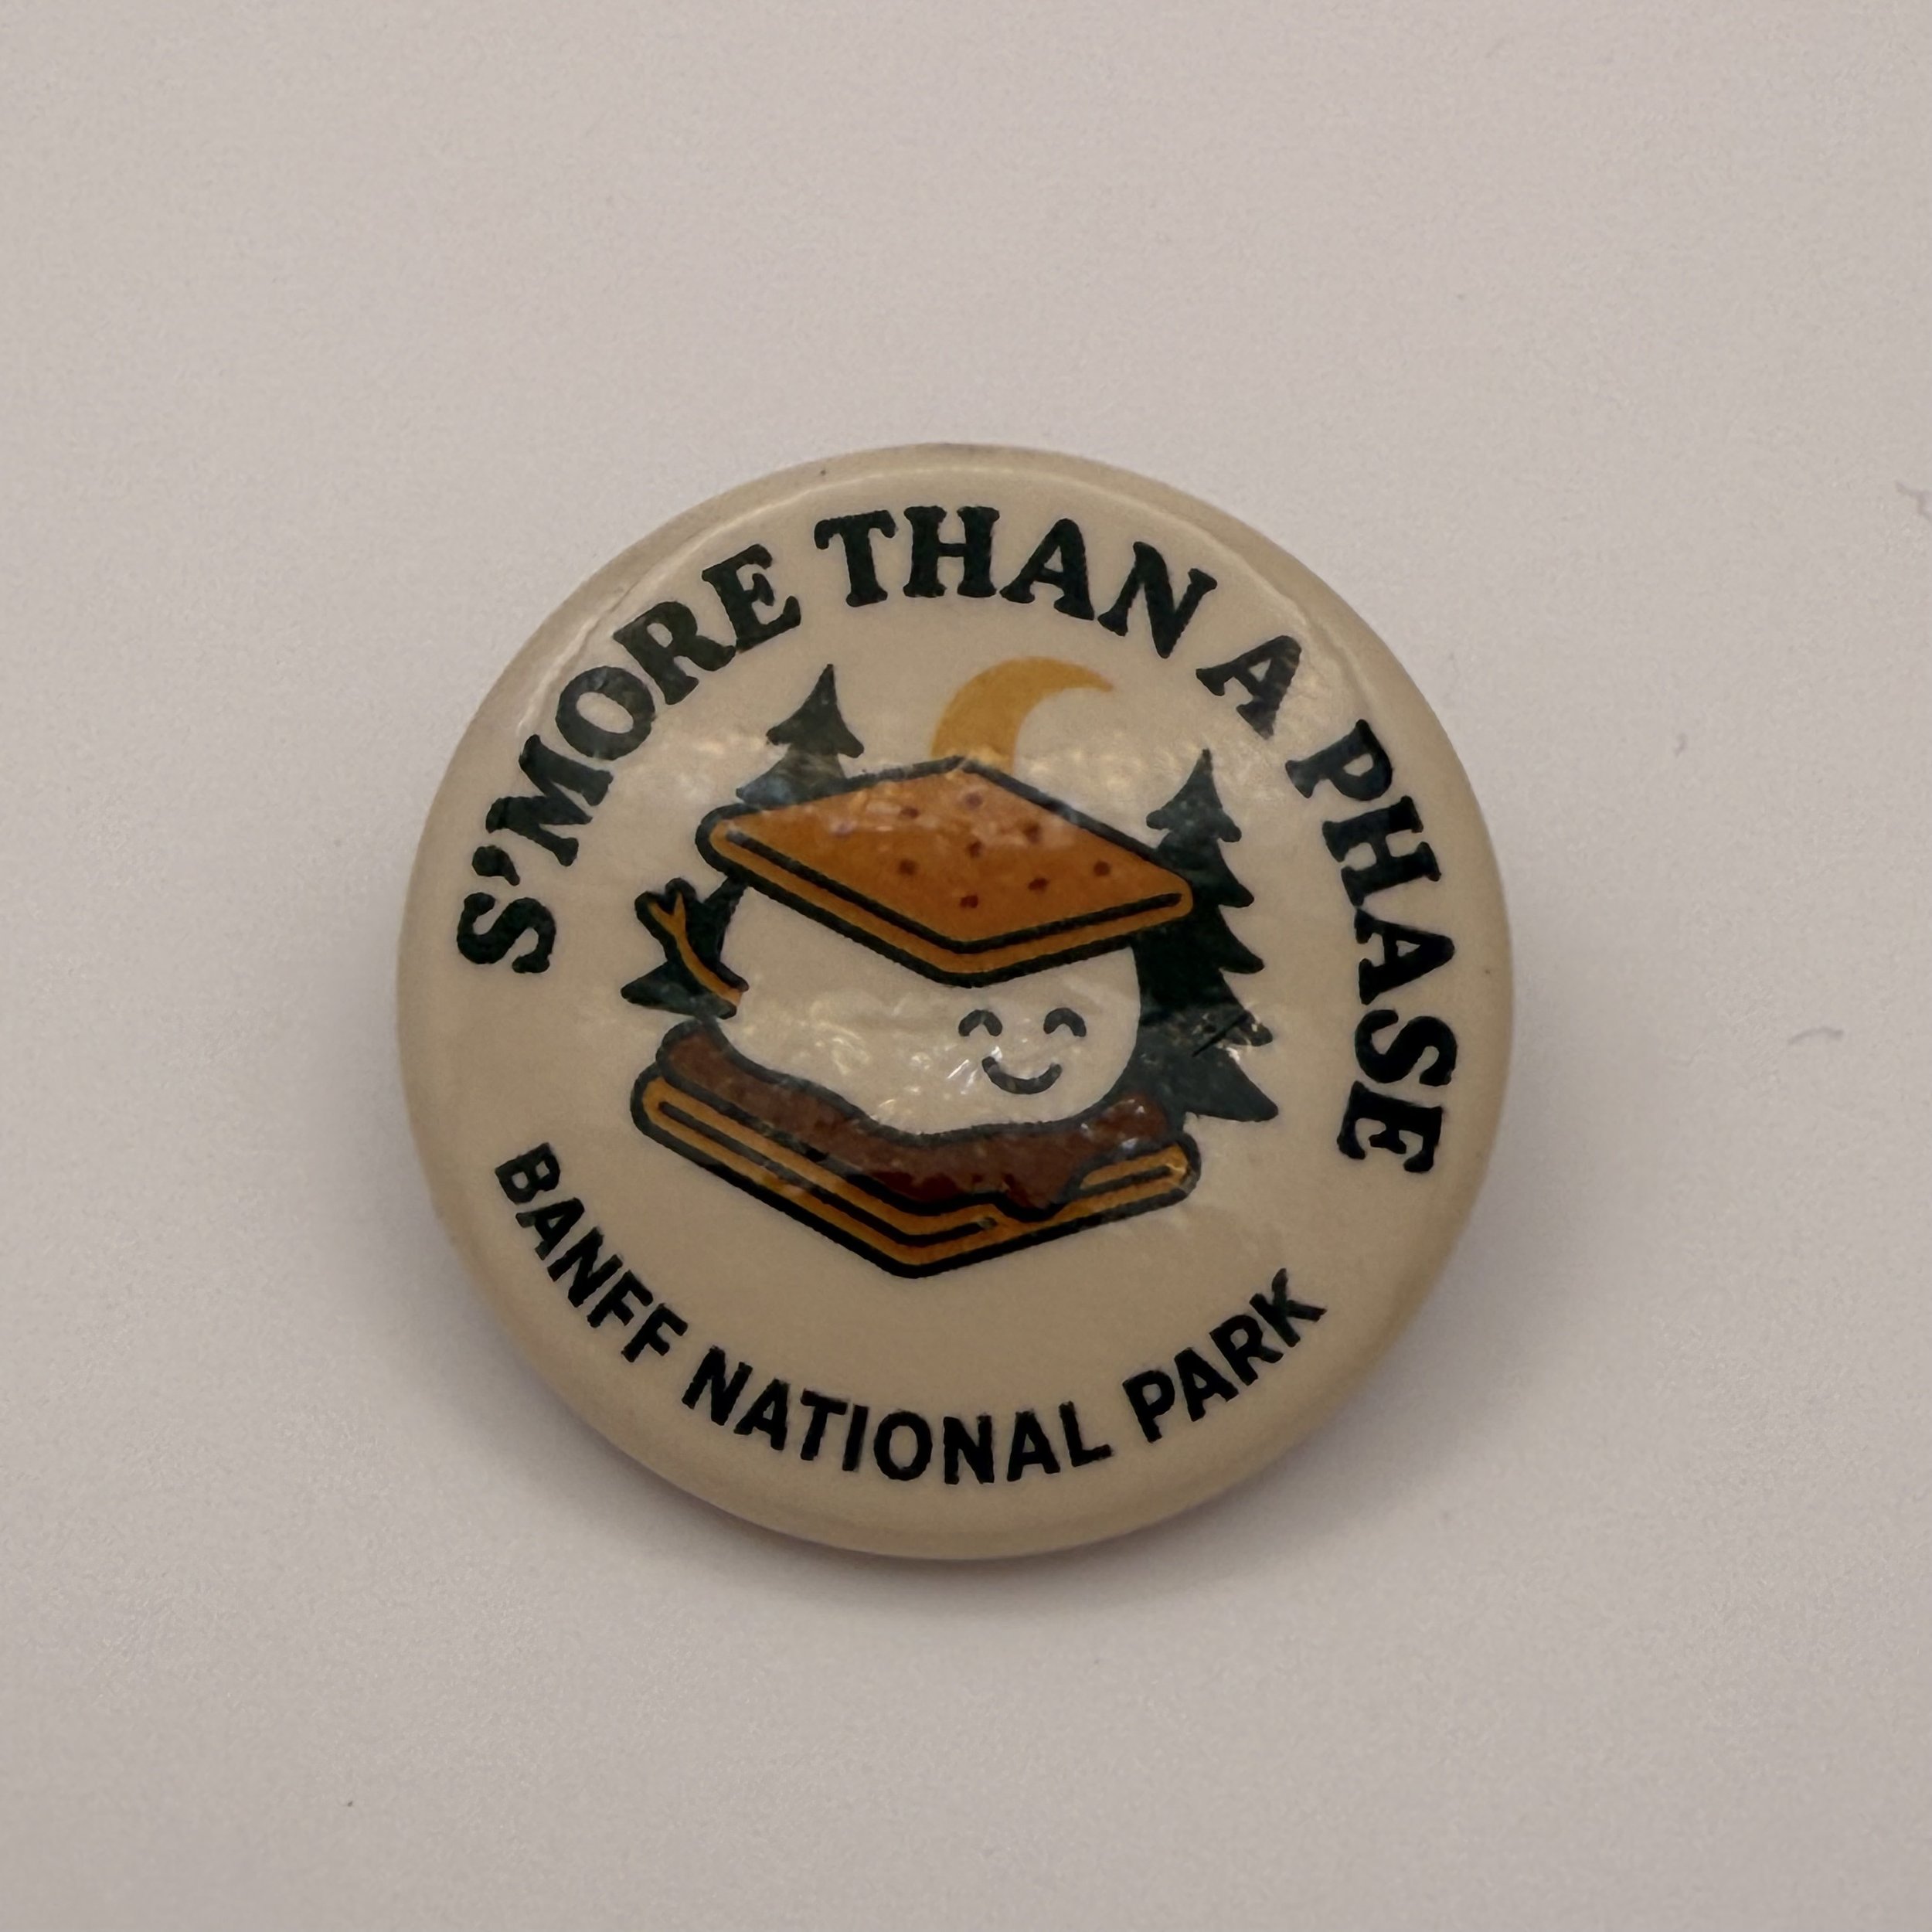 S'MORE THAN A PHASE
BANFF NATIONAL PARK